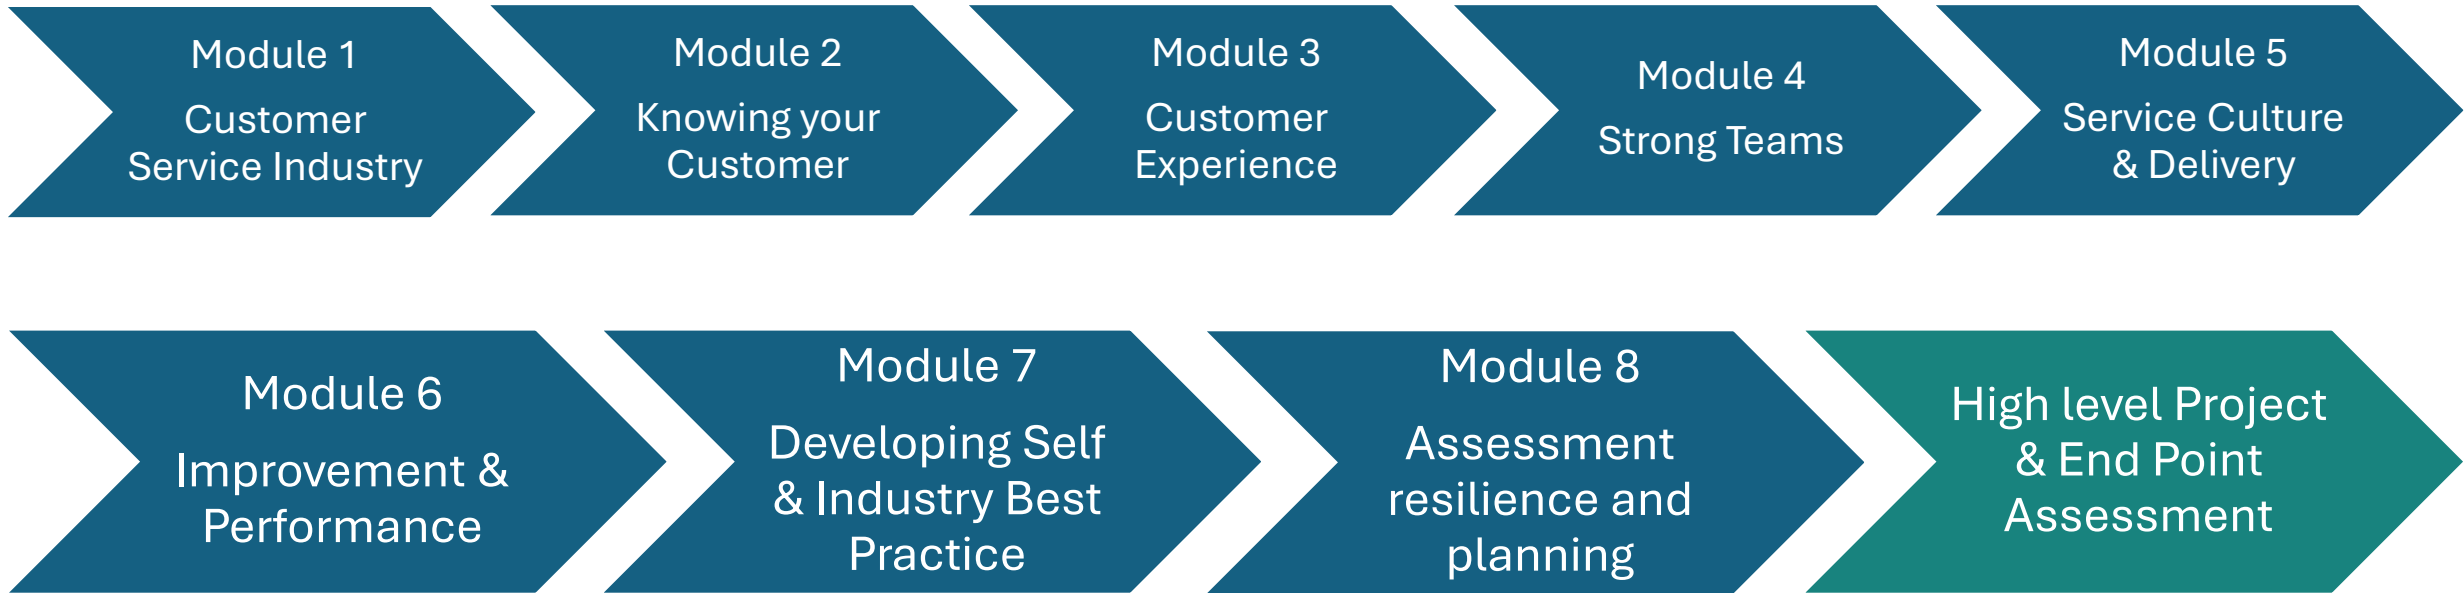 Module 1
Customer
Service Industry
Module 2
Knowing your
Customer
Module 3
Customer
Experience
Module 4
Strong Teams
Module 5
Service Culture
& Delivery
Module 6
Improvement &
Performance
Module 7
Developing Self
& Industry Best
Practice
Module 8
Assessment
resilience and
planning
High level Project
& End Point
Assessment